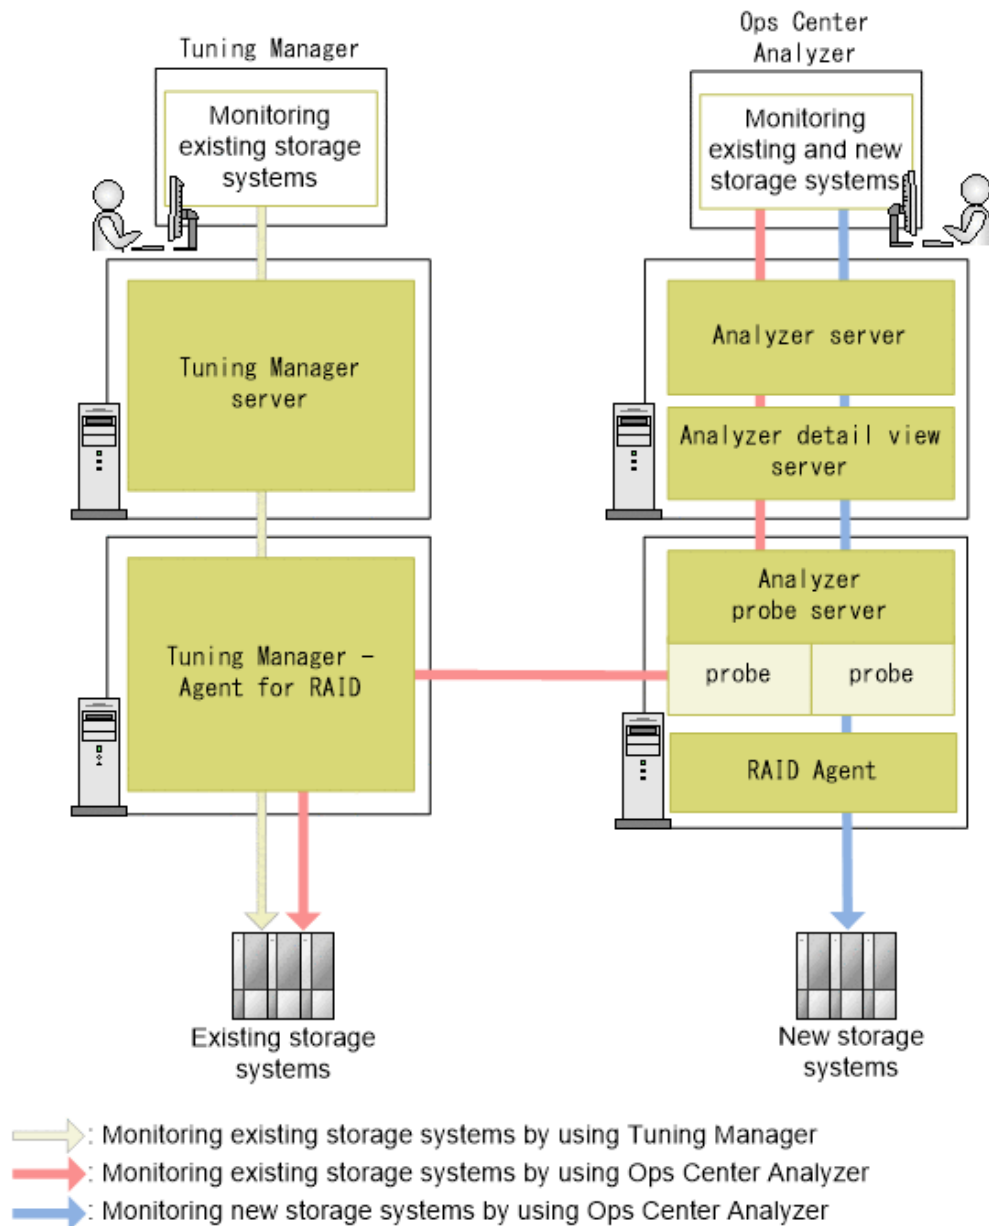 Tuning Manager
Monitoring
existing storage
systems
Ops Center
Analyzer
Monitoring
existing and new
storage systems
Tuning Manager
server
Analyzer server
Analyzer detail view
server
Tuning Manager –
Agent for RAID
Analyzer
probe server
probe
probe
RAID Agent
Existing storage
systems
New storage
systems
: Monitoring existing storage systems by using Tuning Manager
: Monitoring existing storage systems by using Ops Center Analyzer
: Monitoring new storage systems by using Ops Center Analyzer